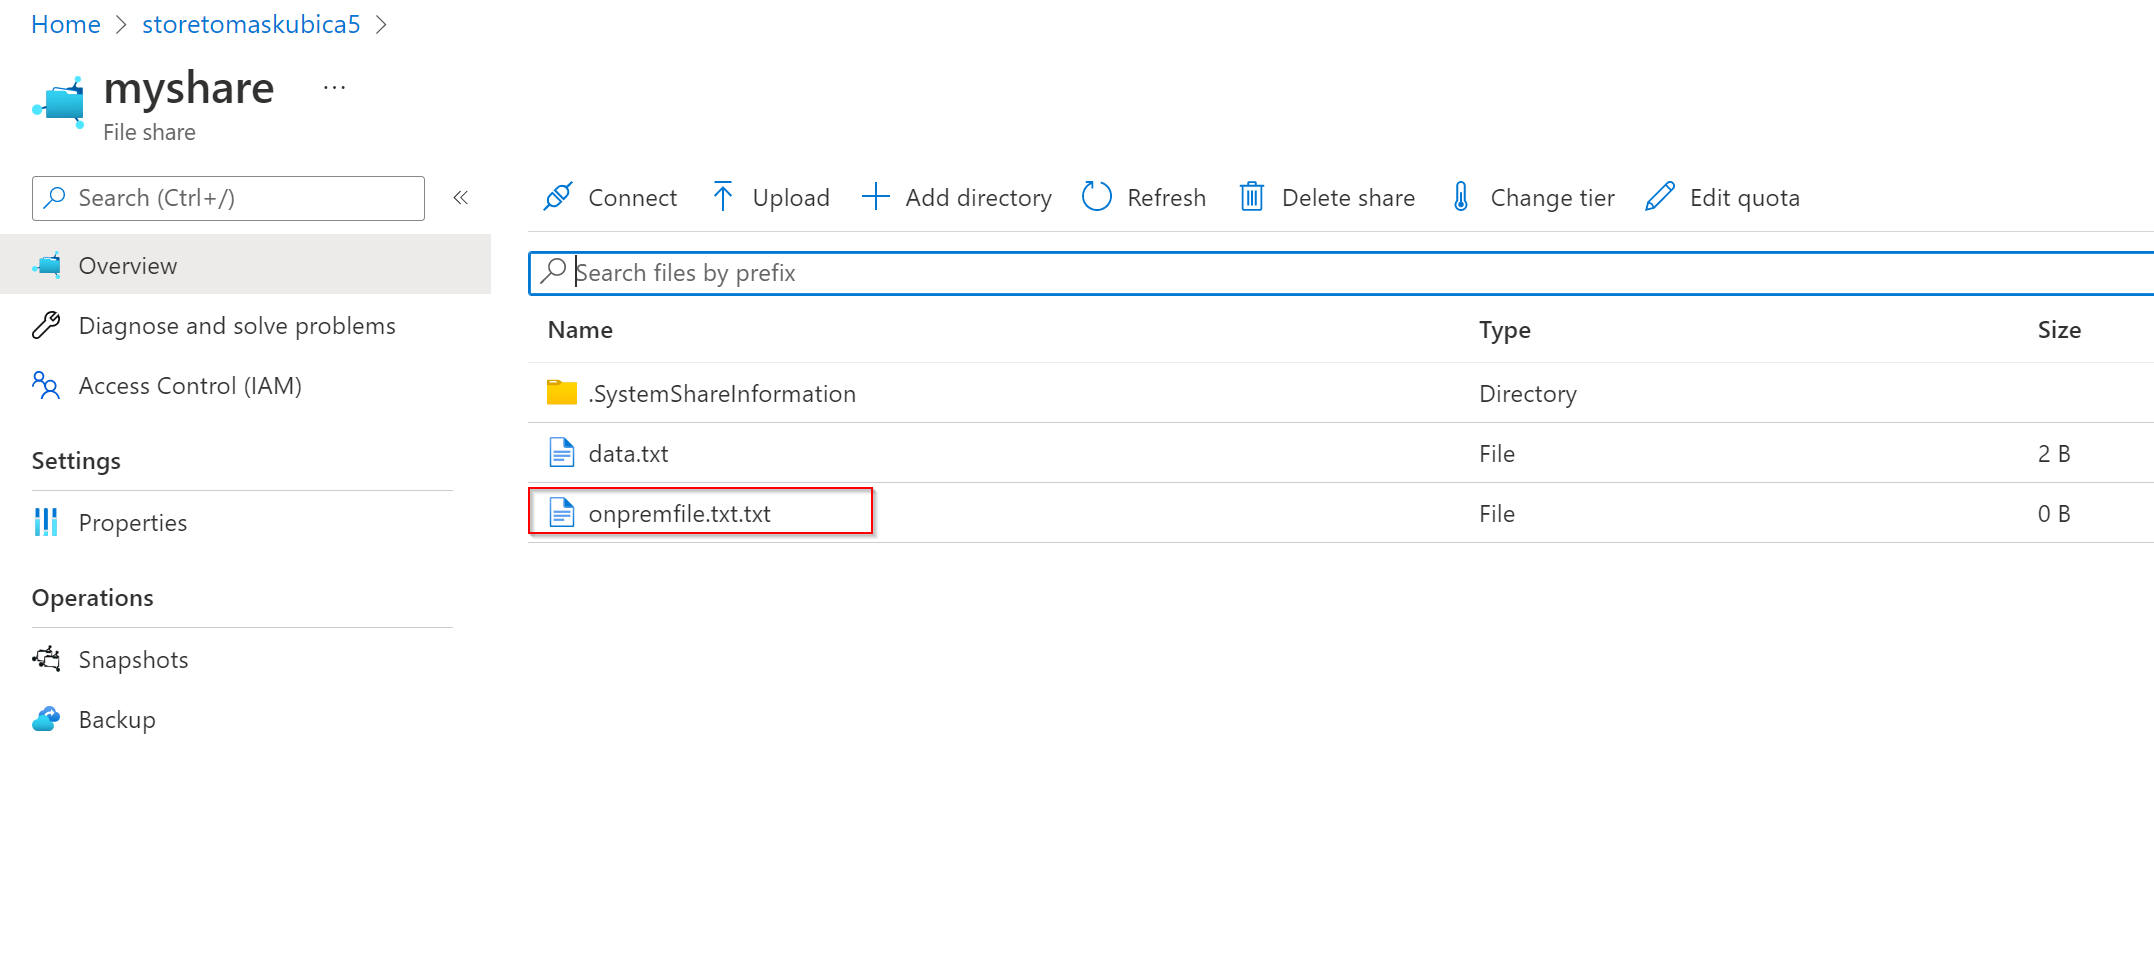 Home > storetomaskubica5 >
myshare ...
File share
Search (Ctrl+/) «
Overview
Diagnose and solve problems
Access Control (IAM)
Settings
Properties
Operations
Snapshots
Backup
Connect Upload Add directory Refresh Delete share Change tier Edit quota
Search files by prefix
Name Type Size
.SystemShareInformation Directory
data.txt File 2 B
onpremfile.txt.txt File 0 B